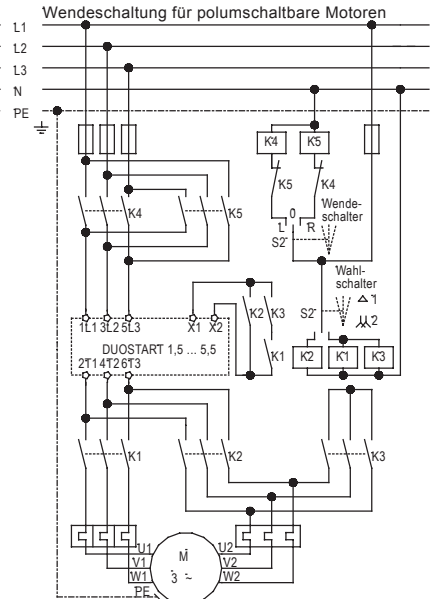 Wendeschaltung für polumschaltbare Motoren
L1
L2
L3
N
PE
K4 K5
K5 K4
Wende-
schalter
0
L R
S2
K4 K5
Wahl-
schalter
△ 1
S2 2
1L1 3L2 5L3 X1 X2
K2 K3
K1
DUOSTART 1,5 ... 5,5
2T1 4T2 6T3
K2 K1 K3
K1 K2 K3
U1 M U2
V1 3 ~ V2
W1 W2
PE